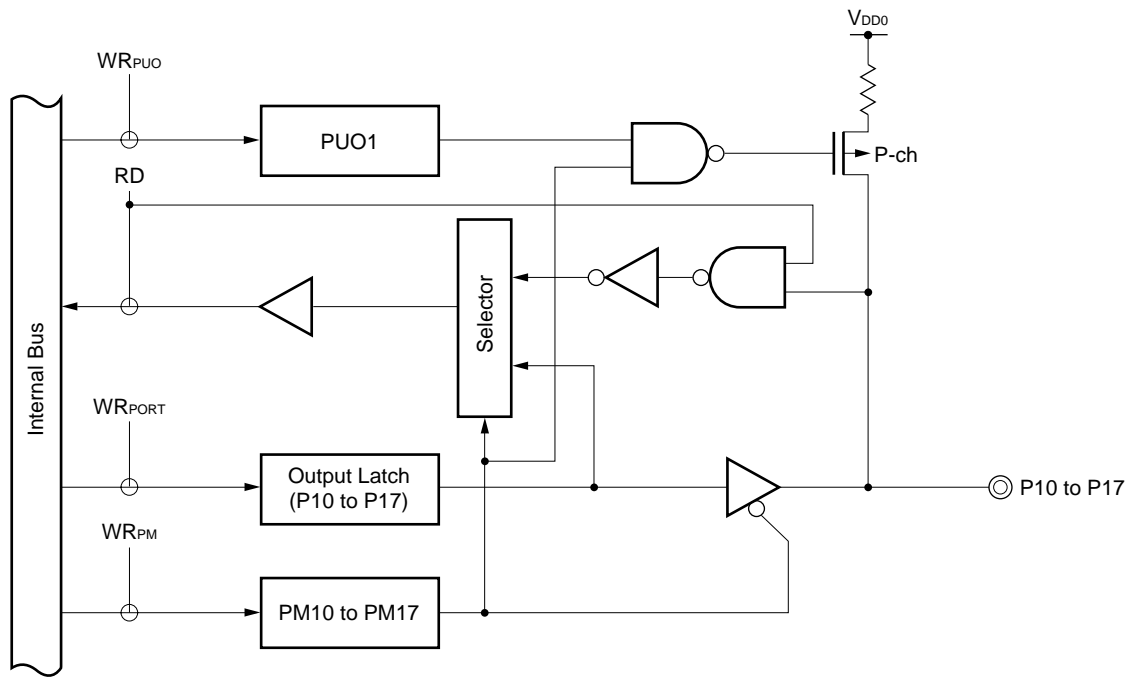 VDD0
WRPUO
PUO1
P-ch
RD
Selector
Internal Bus
WRPORT
Output Latch
(P10 to P17)
P10 to P17
WRPM
PM10 to PM17